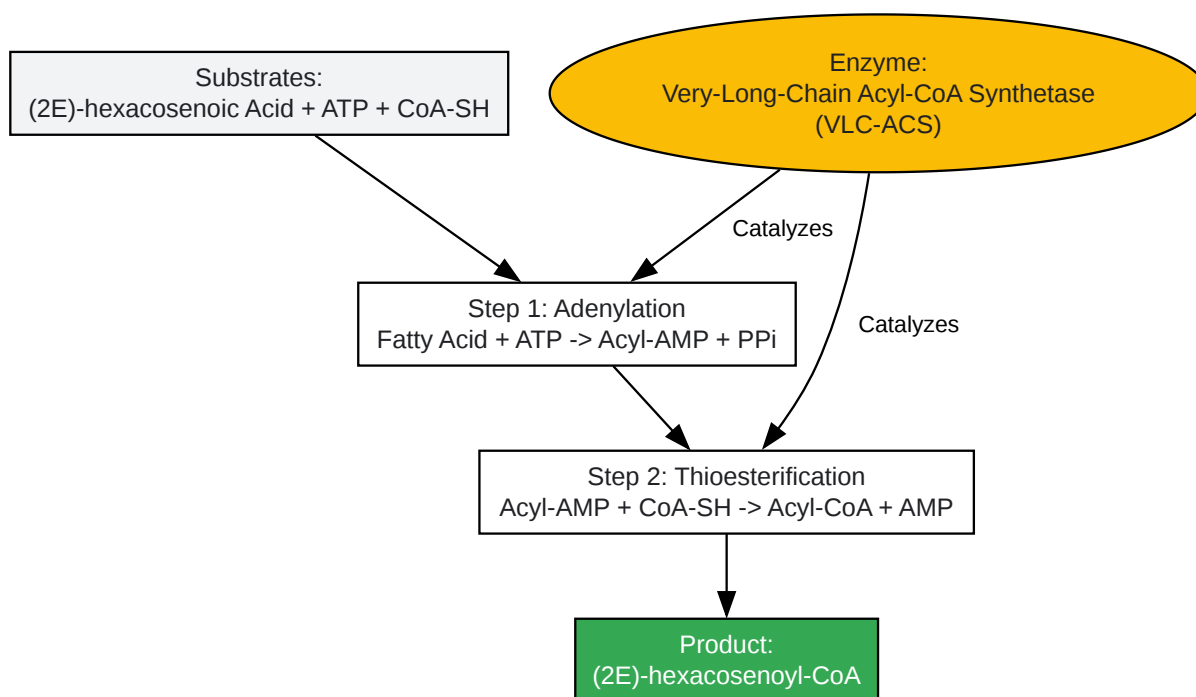 Substrates:
(2E)-hexacosenoic Acid + ATP + CoA-SH
Enzyme:
Very-Long-Chain Acyl-CoA Synthetase
(VLC-ACS)
Catalyzes
Step 1: Adenylation
Fatty Acid + ATP -> Acyl-AMP + PPi
Catalyzes
Step 2: Thioesterification
Acyl-AMP + CoA-SH -> Acyl-CoA + AMP
Product:
(2E)-hexacosenoyl-CoA